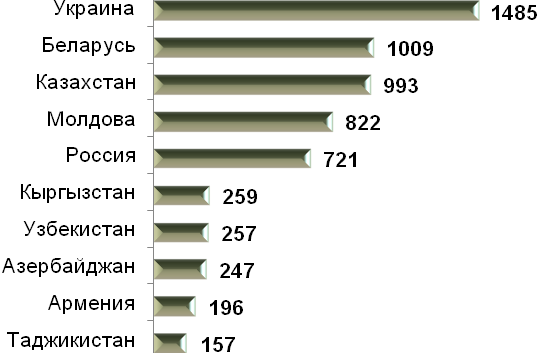 Украина 1485
Беларусь 1009
Казахстан 993
Молдова 822
Россия 721
Кыргызстан 259
Узбекистан 257
Азербайджан 247
Армения 196
Таджикистан 157